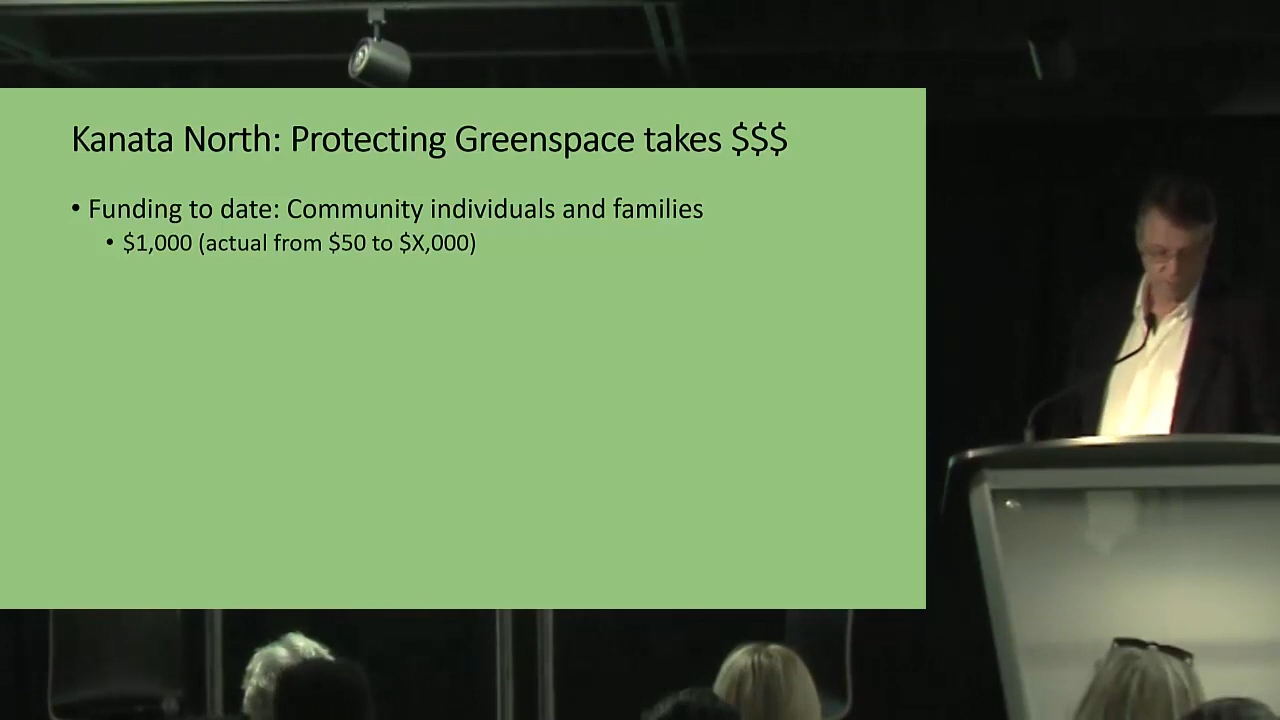 Kanata North: Protecting Greenspace takes $$$
• Funding to date: Community individuals and families
• $1,000 (actual from $50 to $X,000)